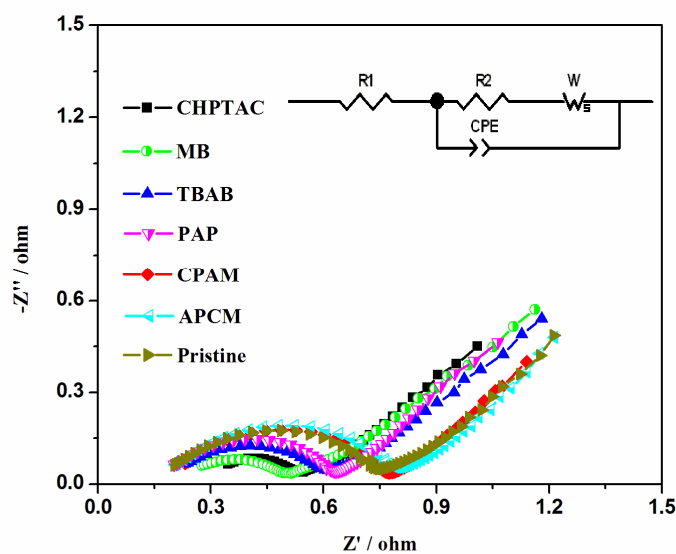 1.5
1.2
0.9
0.6
0.3
0.0
-Z'' / ohm
CHPTAC
MB
TBAB
PAP
CPAM
APCM
Pristine
R1
R2
W
s
CPE
0.0
0.3
0.6
0.9
1.2
1.5
Z' / ohm